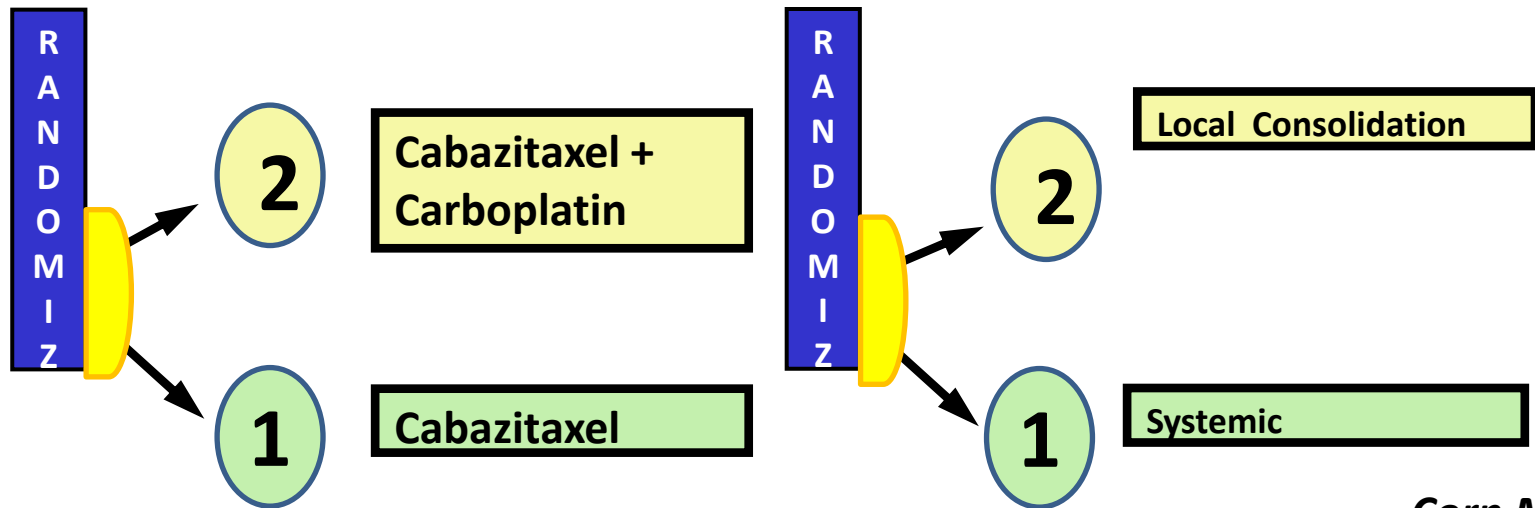 R
A
N
D
O
M
I
Z
2
Cabazitaxel +
Carboplatin
1
Cabazitaxel
R
A
N
D
O
M
I
Z
2
Local Consolidation
1
Systemic